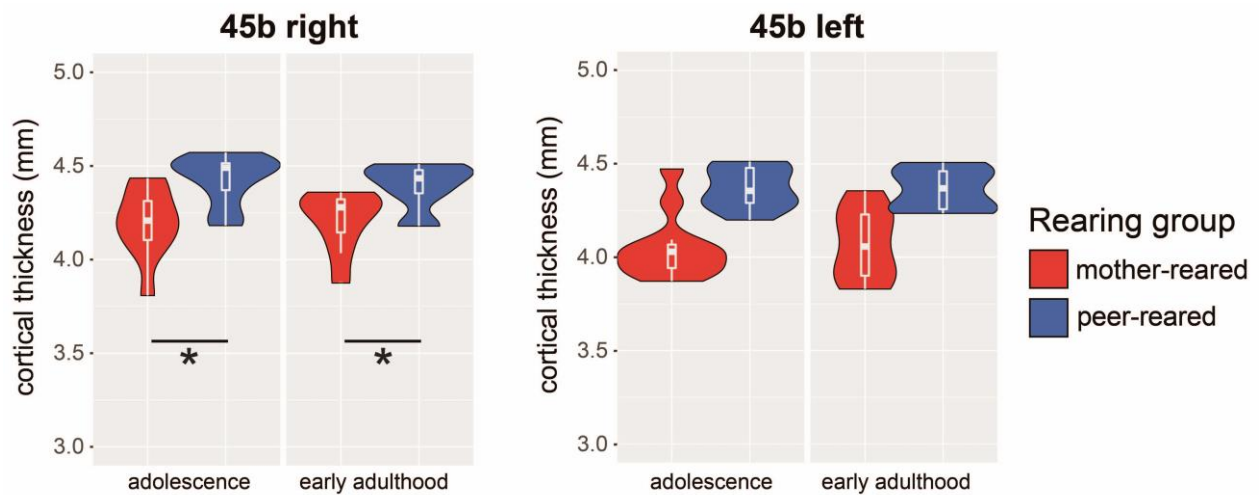 45b right
45b left
cortical thickness (mm)
5.0
4.5
4.0
3.5
3.0
*
*
adolescence
early adulthood
cortical thickness (mm)
5.0
4.5
4.0
3.5
3.0
adolescence
early adulthood
Rearing group
mother-reared
peer-reared